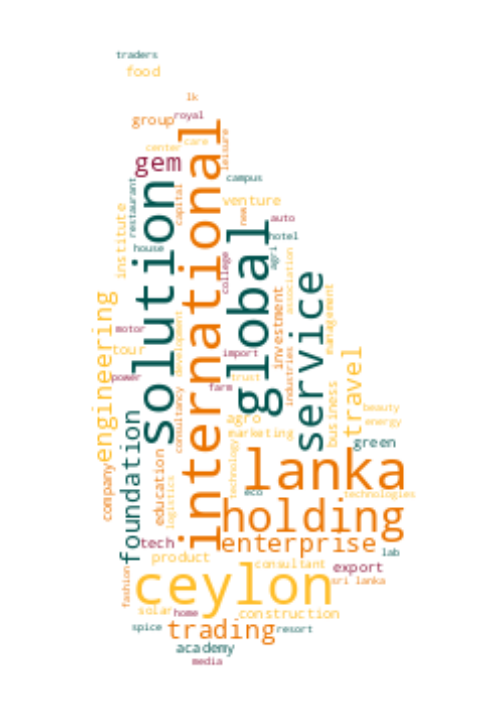 traders
food
lk
group
royal
center
care
gem
international
leisure
restaurant
solution
capital
campus
institute
venture
new
auto
house
global
hotel
agri
college
association
service
engineering
motor
tour
development
investment
management
import
industries
power
farm
trust
travel
consultancy
business
beauty
agro
energy
marketing
green
foundation
technology
lanka
company
education
logistics
eco
technologies
holding
tech
enterprise
product
lab
consultant
export
fashion
ceylon
sri lanka
solar
home
construction
spice
trading
resort
academy
media